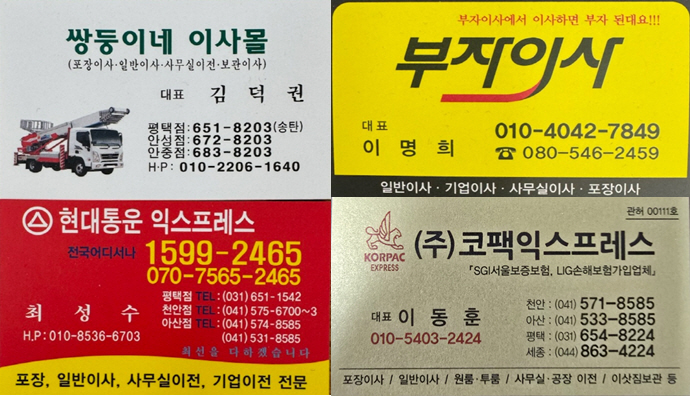 쌍둥이네 이사몰
(포장이사·일반이사·사무실이전·보관이사)
대표 김덕권
평택점:651-8203(송탄)
안성점:672-8203
안중점:683-8203
H·P: 010-2206-1640
부자이사에서 이사하면 부자 된대요!!!
부자이사
대표
이명희
010-4042-7849
☎ 080-546-2459
일반이사 · 기업이사 · 사무실이사 · 포장이사
현대통운 익스프레스
전국어디서나 1599-2465
070-7565-2465
최성수
H.P: 010-8536-6703
평택점 TEL : (031) 651-1542
천안점 TEL : (041) 575-6700~3
아산점 TEL : (041) 574-8585
(041) 531-8585
최선을 다하겠습니다
포장, 일반이사, 사무실이전, 기업이전 전문
관허 00111호
KORPAC
EXPRESS
(주)코팩익스프레스
『SGI서울보증보험, LIG손해보험가입업체』
대표 이동훈
010-5403-2424
천안 : (041) 571-8585
아산 : (041) 533-8585
평택 : (031) 654-8224
세종 : (044) 863-4224
포장이사 / 일반이사 / 원룸·투룸 / 사무실·공장 이전 / 이삿짐보관 등